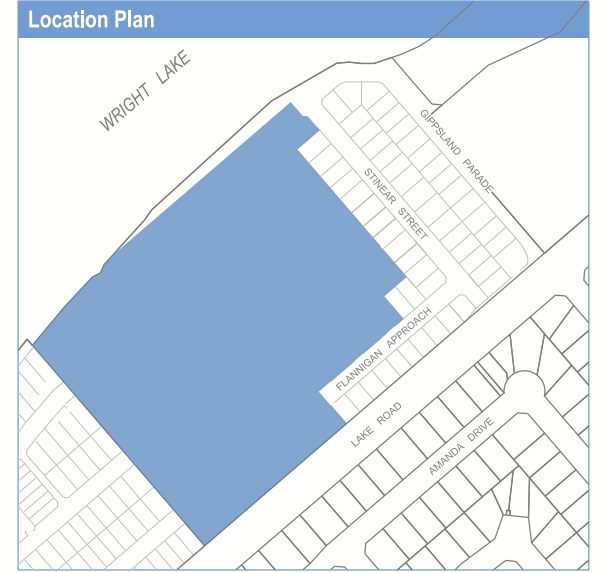 Location Plan
WRIGHT LAKE
GIPPSLAND PARADE
STINEAR STREET
FLANNIGAN APPROACH
LAKE ROAD
AMANDA DRIVE